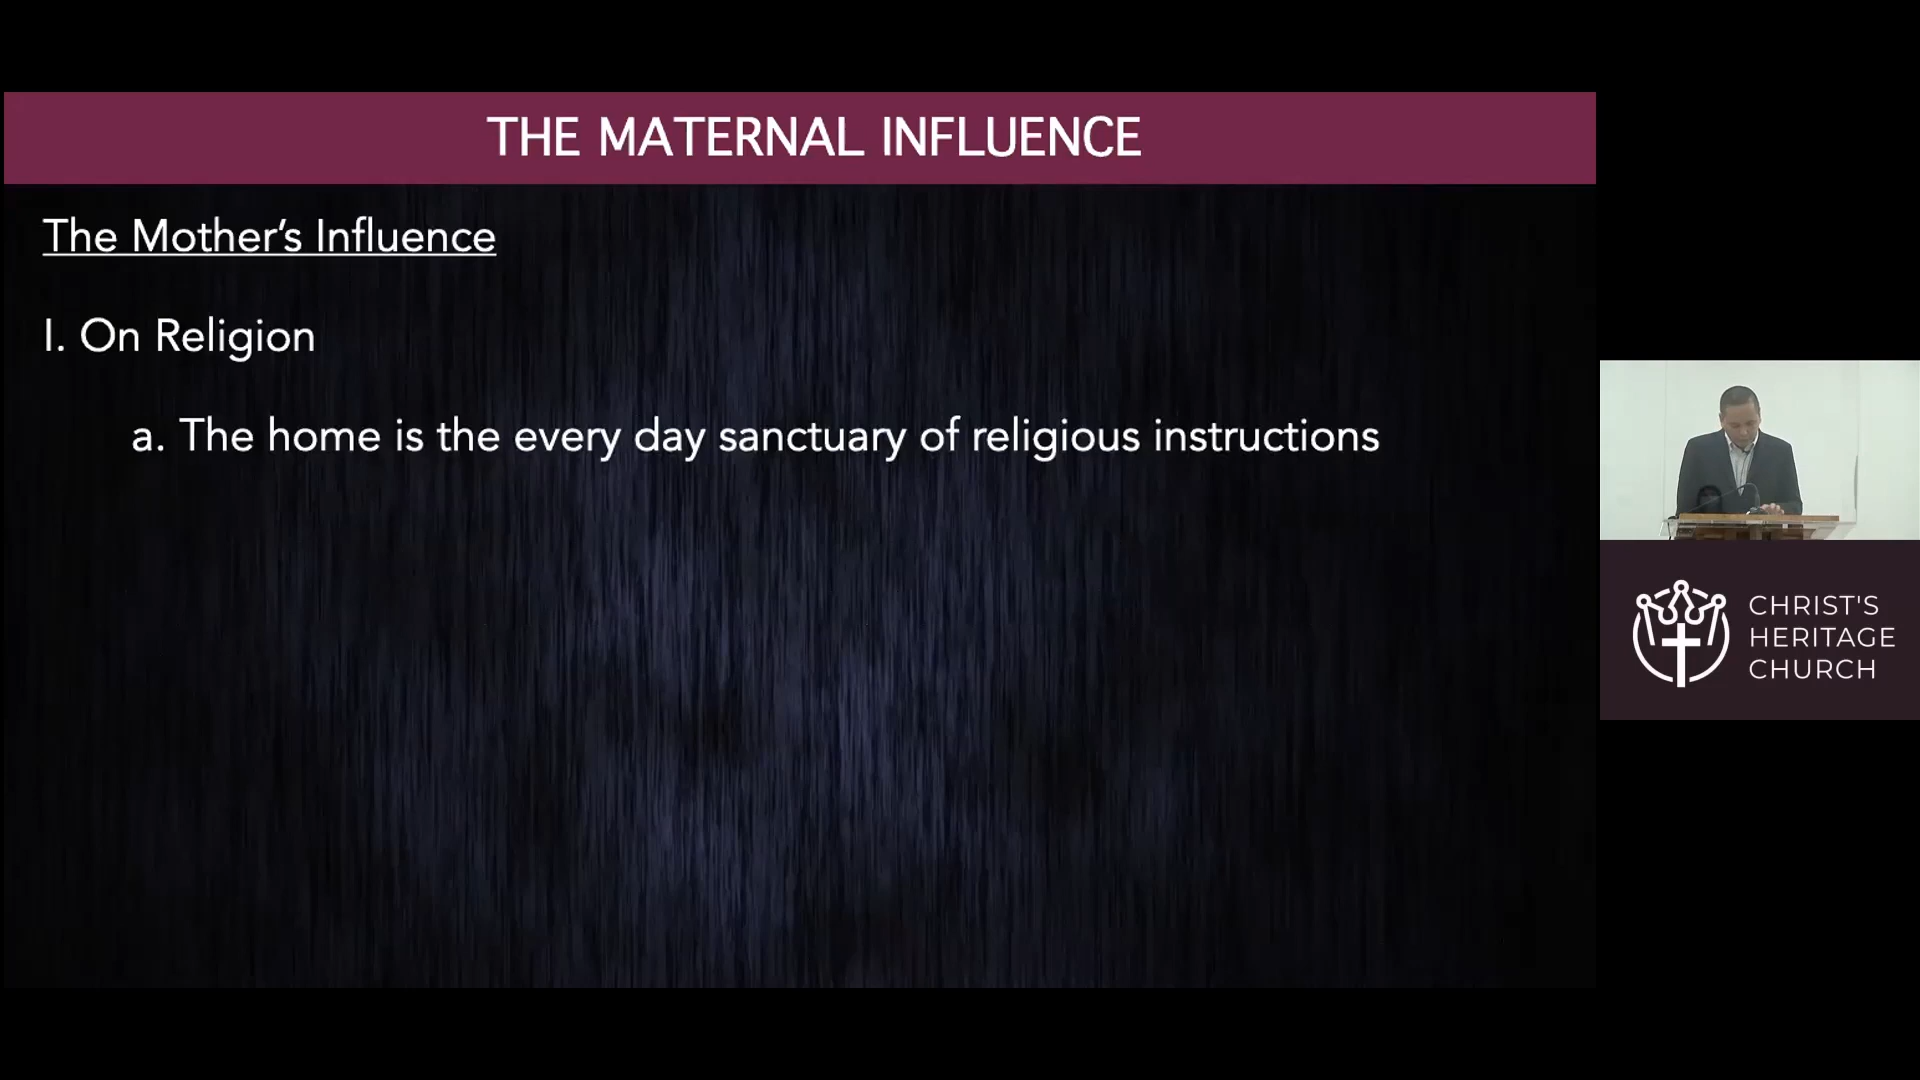 THE MATERNAL INFLUENCE
The Mother's Influence
I. On Religion
a. The home is the every day sanctuary of religious instructions
CHRIST'S
HERITAGE
CHURCH